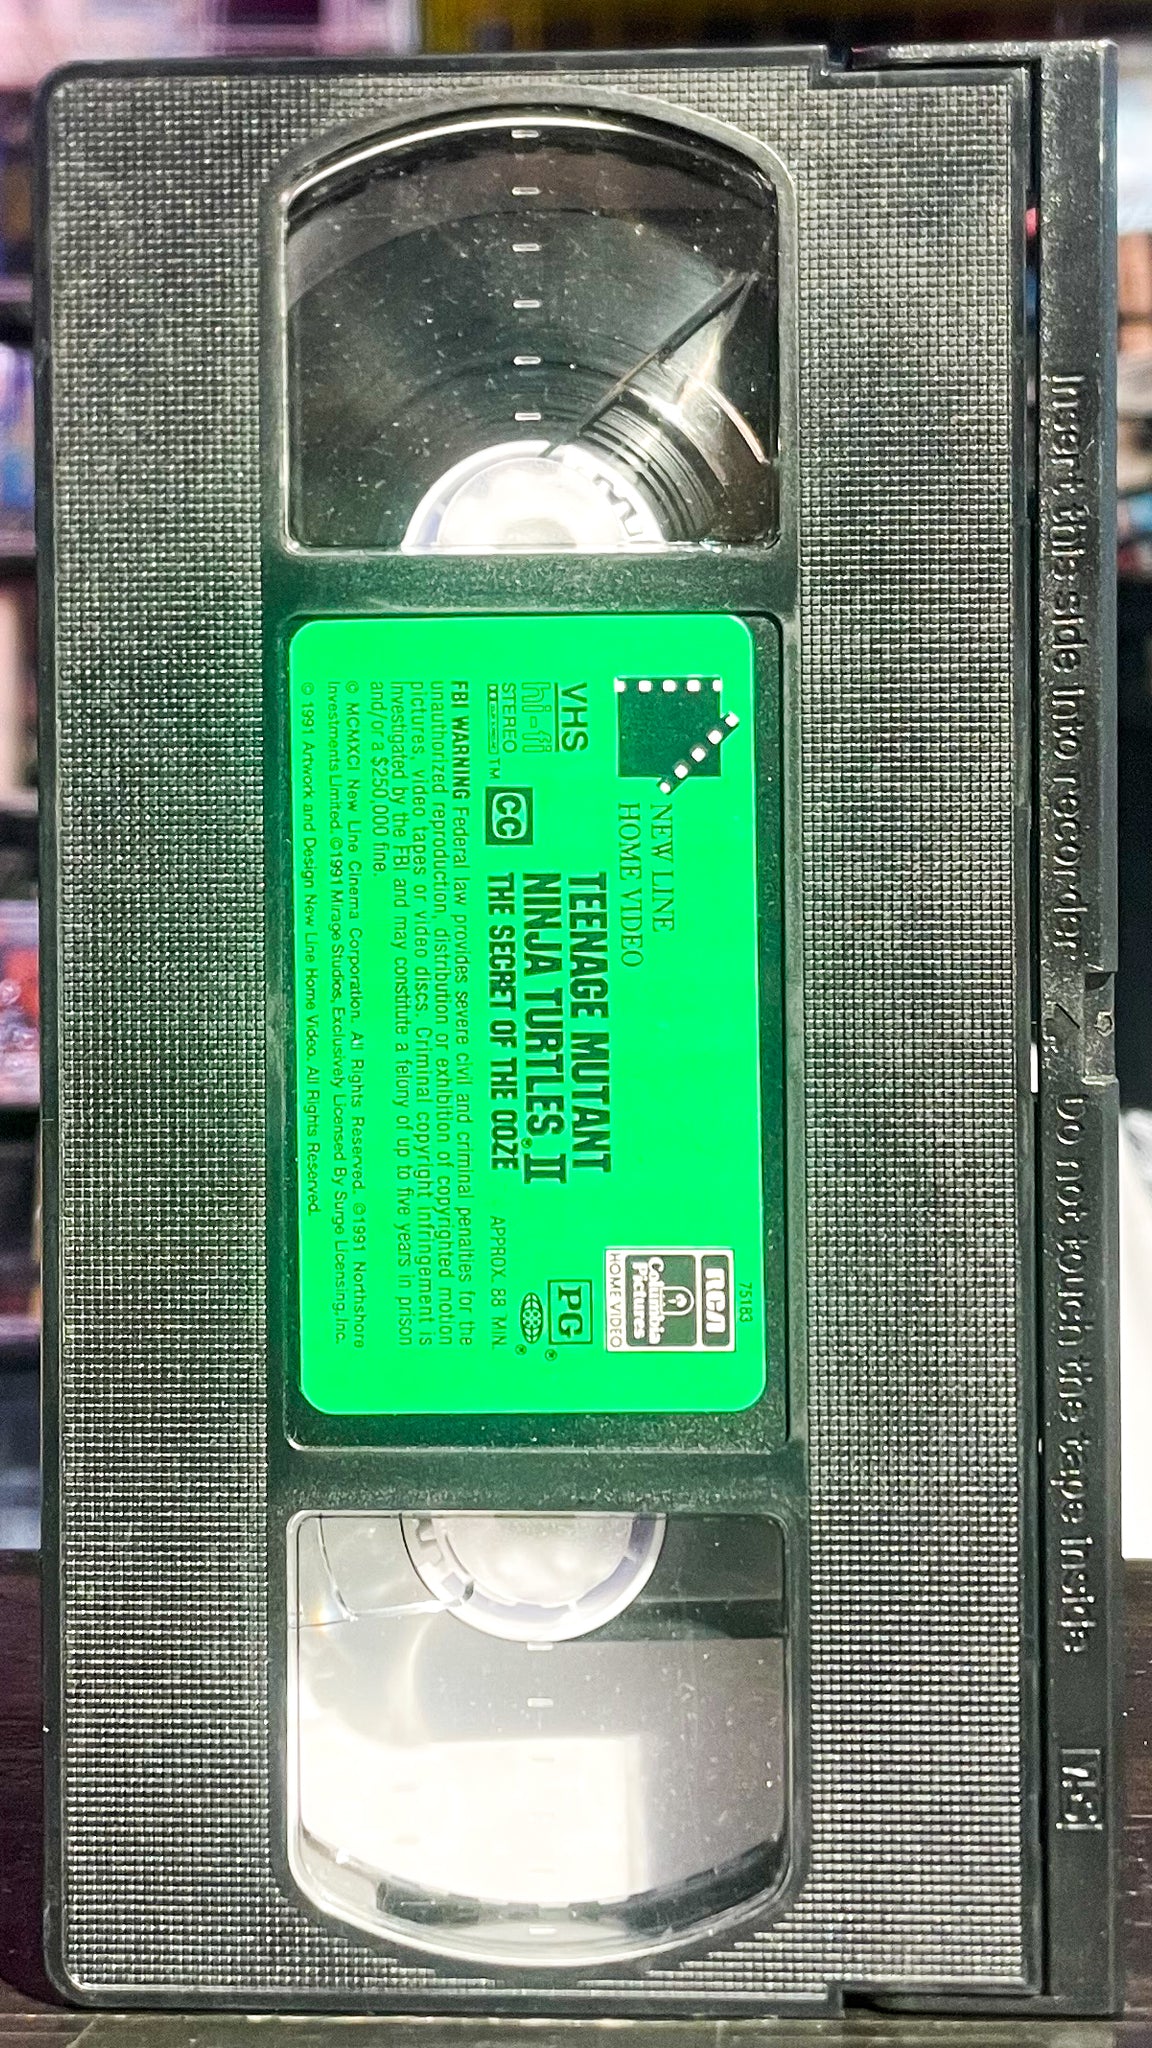 75183
RCA
Columbia
Pictures
HOME VIDEO
NEW LINE
HOME VIDEO
TEENAGE MUTANT
NINJA TURTLES® II
THE SECRET OF THE OOZE
VHS
hi-fi
STEREO
TM
CC
PG®
®
APPROX. 88 MIN.
FBI WARNING Federal law provides severe civil and criminal penalties for the
unauthorized reproduction, distribution or exhibition of copyrighted motion
pictures, video tapes or video discs. Criminal copyright infringement is
investigated by the FBI and may constitute a felony of up to five years in prison
and/or a $250,000 fine.
© MCMXCI New Line Cinema Corporation. All Rights Reserved. ©1991 Northshore
Investments Limited. ©1991 Mirage Studios, Exclusively Licensed By Surge Licensing, Inc.
© 1991 Artwork and Design New Line Home Video. All Rights Reserved.
Insert this side into recorder / Do not touch the tape inside